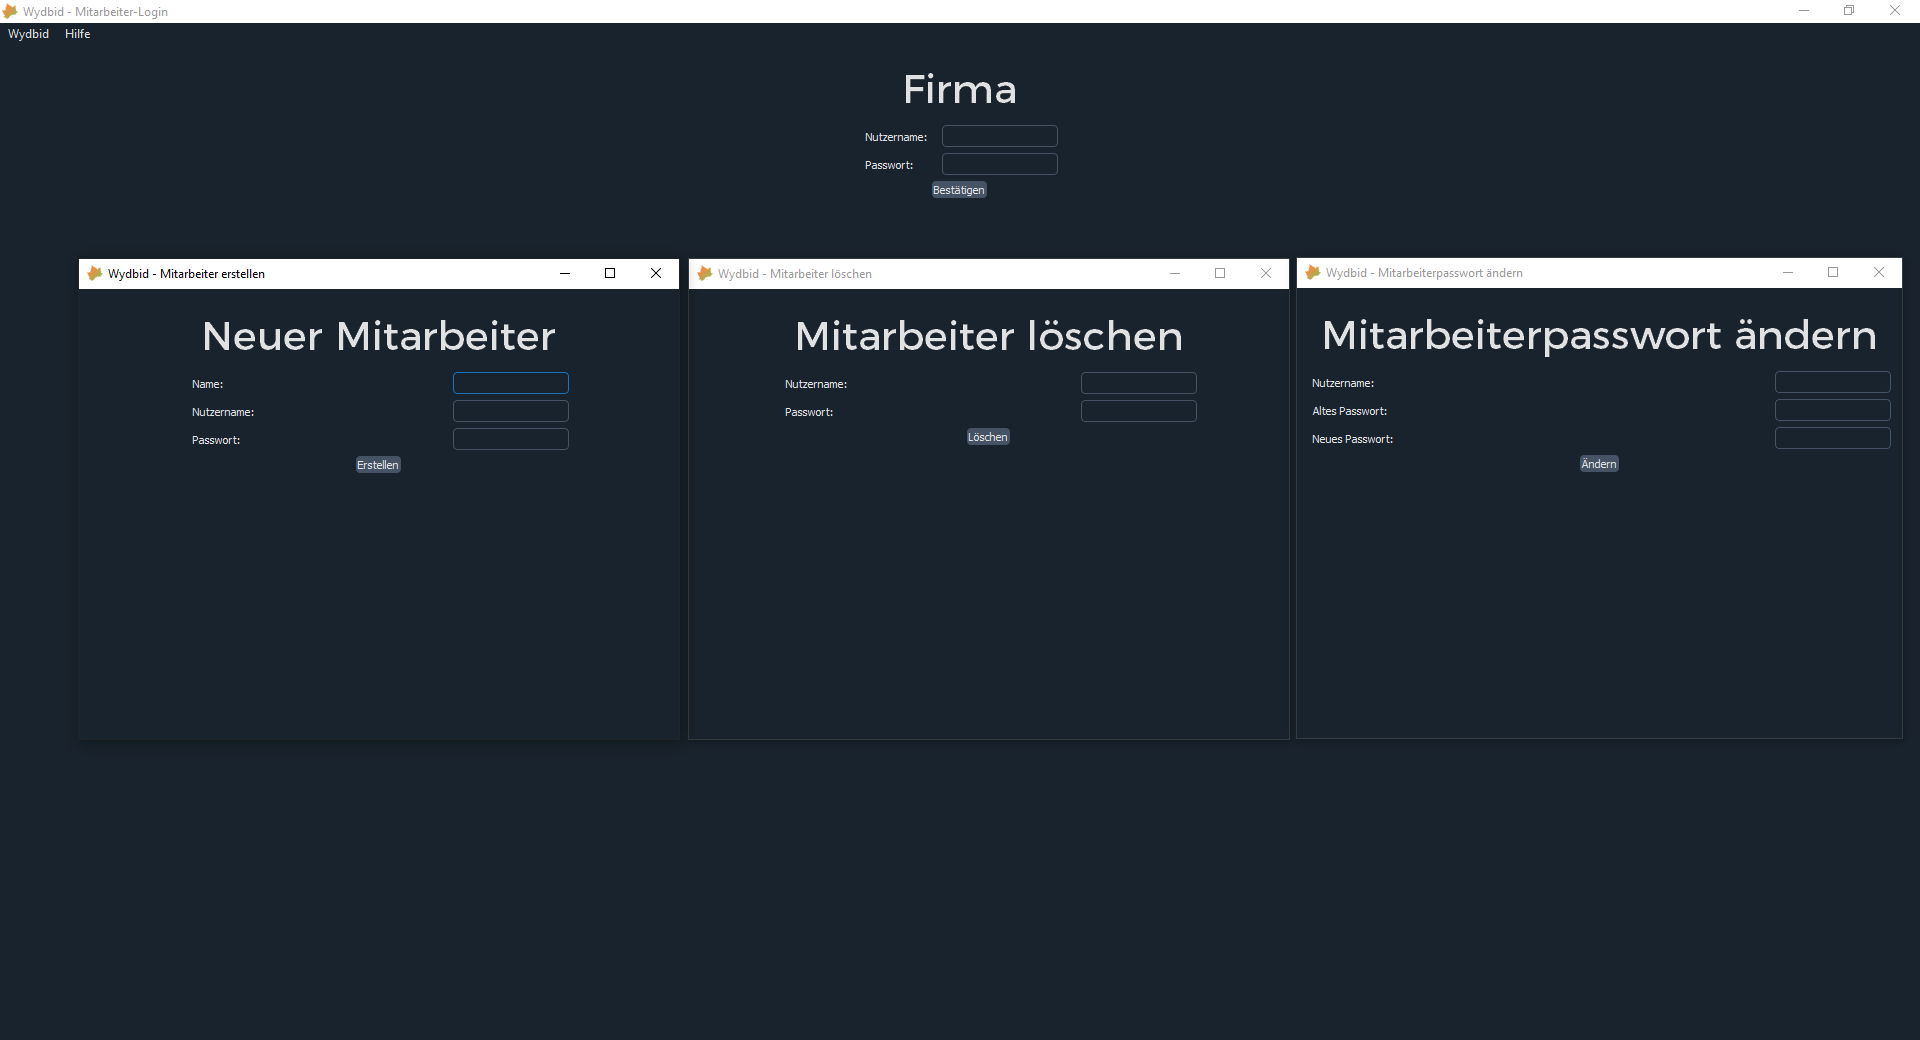 Wydbid - Mitarbeiter-Login
Wydbid Hilfe
Firma
Nutzername:
Passwort:
Bestätigen
Wydbid - Mitarbeiter erstellen
Neuer Mitarbeiter
Name:
Nutzername:
Passwort:
Erstellen
Wydbid - Mitarbeiter löschen
Mitarbeiter löschen
Nutzername:
Passwort:
Löschen
Wydbid - Mitarbeiterpasswort ändern
Mitarbeiterpasswort ändern
Nutzername:
Altes Passwort:
Neues Passwort:
Ändern